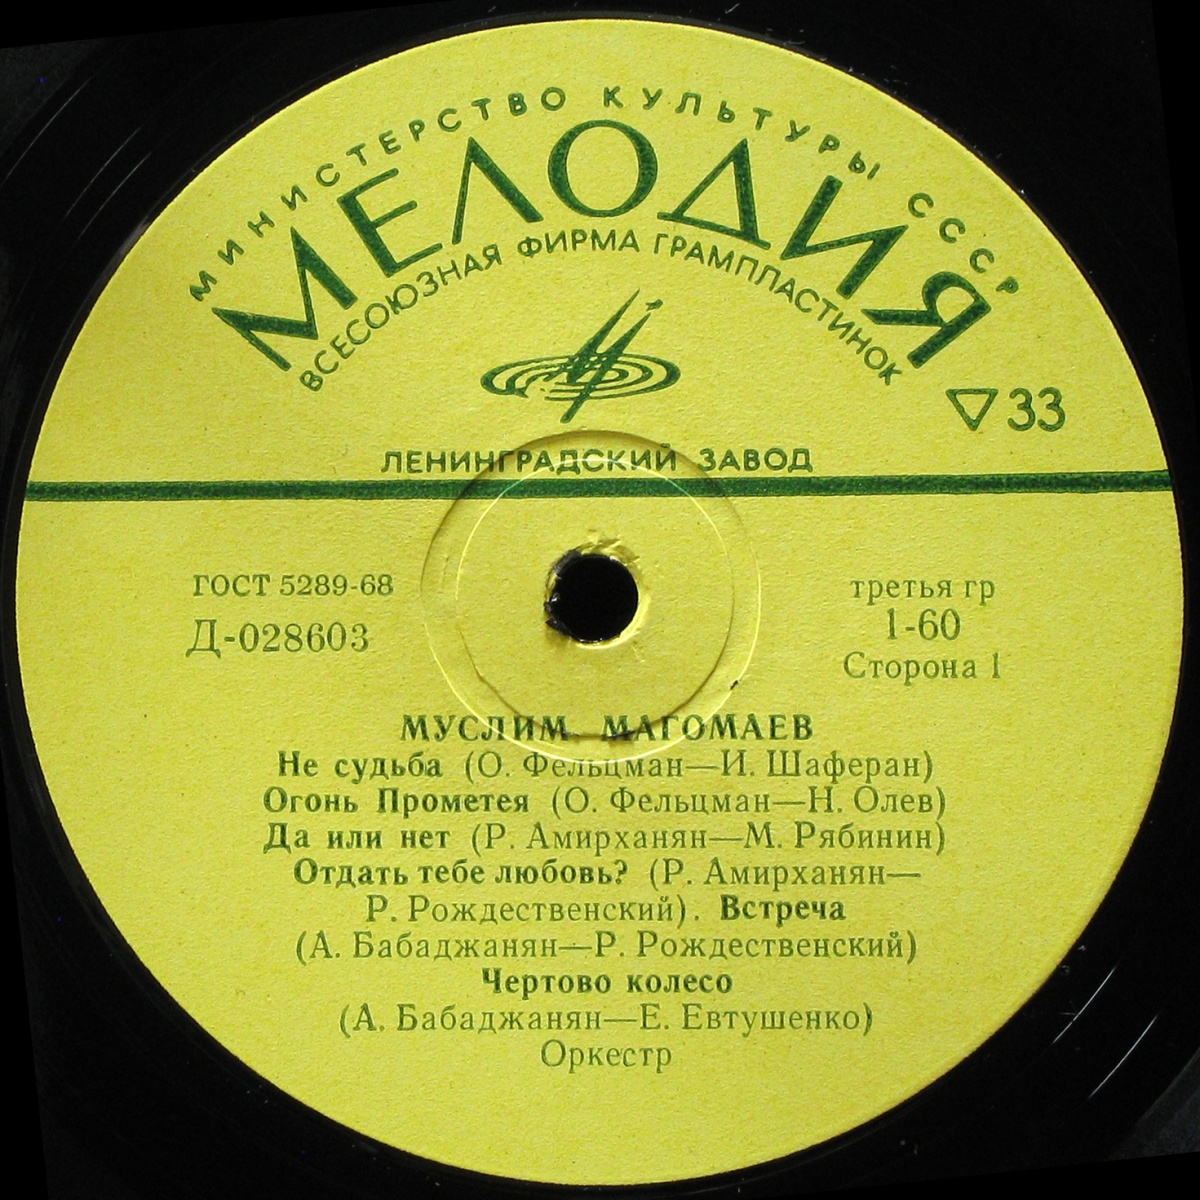 МИНИСТЕРСТВО КУЛЬТУРЫ СССР
МЕЛОДИЯ
ВСЕСОЮЗНАЯ ФИРМА ГРАМПЛАСТИНОК
33
ЛЕНИНГРАДСКИЙ ЗАВОД
ГОСТ 5289-68
Д-028603
третья гр
1-60
Сторона 1
МУСЛИМ МАГОМАЕВ
Не судьба (О. Фельцман—И. Шаферан)
Огонь Прометея (О. Фельцман—Н. Олев)
Да или нет (Р. Амирханян—М. Рябинин)
Отдать тебе любовь? (Р. Амирханян—
Р. Рождественский). Встреча
(А. Бабаджанян—Р. Рождественский)
Чертово колесо
(А. Бабаджанян—Е. Евтушенко)
Оркестр